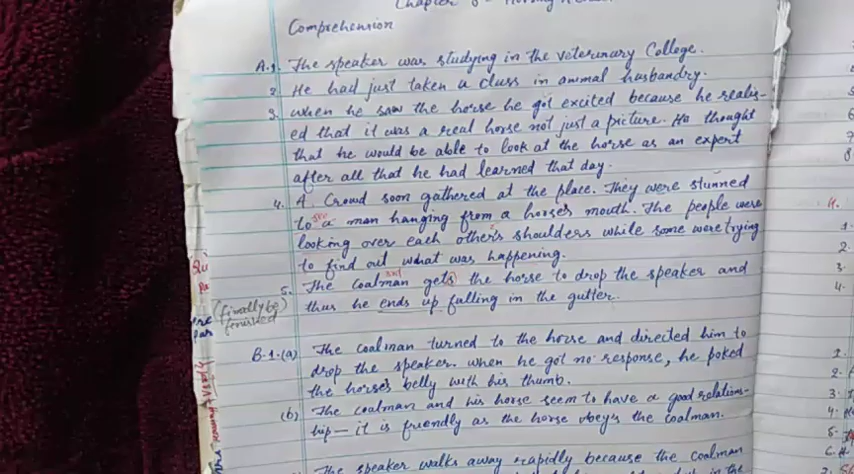 Chapter
Comprehension
A.1. The speaker was studying in the veterinary College.
2. He had just taken a class in animal husbandry.
3. when he saw the horse he got excited because he realis-
ed that it was a real horse not just a picture. He thought
that he would be able to look at the horse as an expert
after all that he had learned that day.
4. A. Crowd soon gathered at the place. They were stunned
to see a man hanging from a horse's mouth. The people were
looking over each other's shoulders while some were trying
to find out what was happening.
5. The Coalman gets the horse to drop the speaker and
thus he ends up falling in the gutter.
(finally be
finished)
B.1.(a) The coalman turned to the horse and directed him to
drop the speaker. when he got no response, he poked
the horse's belly with his thumb.
(b) The coalman and his horse seem to have a good relations-
hip — it is friendly as the horse obeys the coalman.
The speaker walks away rapidly because the coalman